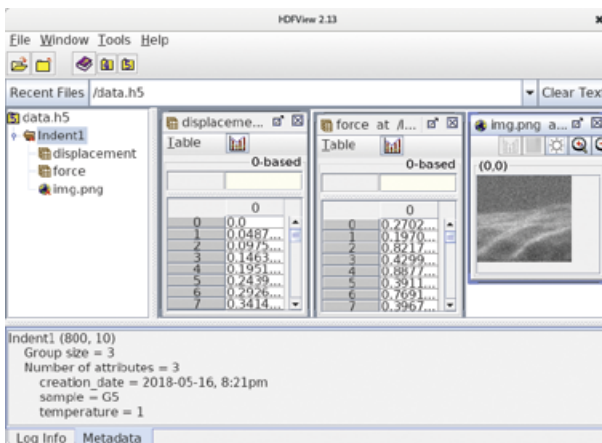 HDFView 2.13
File Window Tools Help
Recent Files /data.h5 Clear Text
data.h5
Indent1
displacement
force
img.png
displaceme...
Table
0-based
0
0 0.0
1 0.0487...
2 0.0975...
3 0.1463...
4 0.1951...
5 0.2439...
6 0.2926...
7 0.3414...
force at /I...
Table
0-based
0
0 0.2702...
1 0.1970...
2 0.8217...
3 0.4299...
4 0.8877...
5 0.3911...
6 0.7691...
7 0.3967...
img.png a...
(0,0)
Indent1 (800, 10)
Group size = 3
Number of attributes = 3
creation_date = 2018-05-16, 8:21pm
sample = G5
temperature = 1
Log Info Metadata